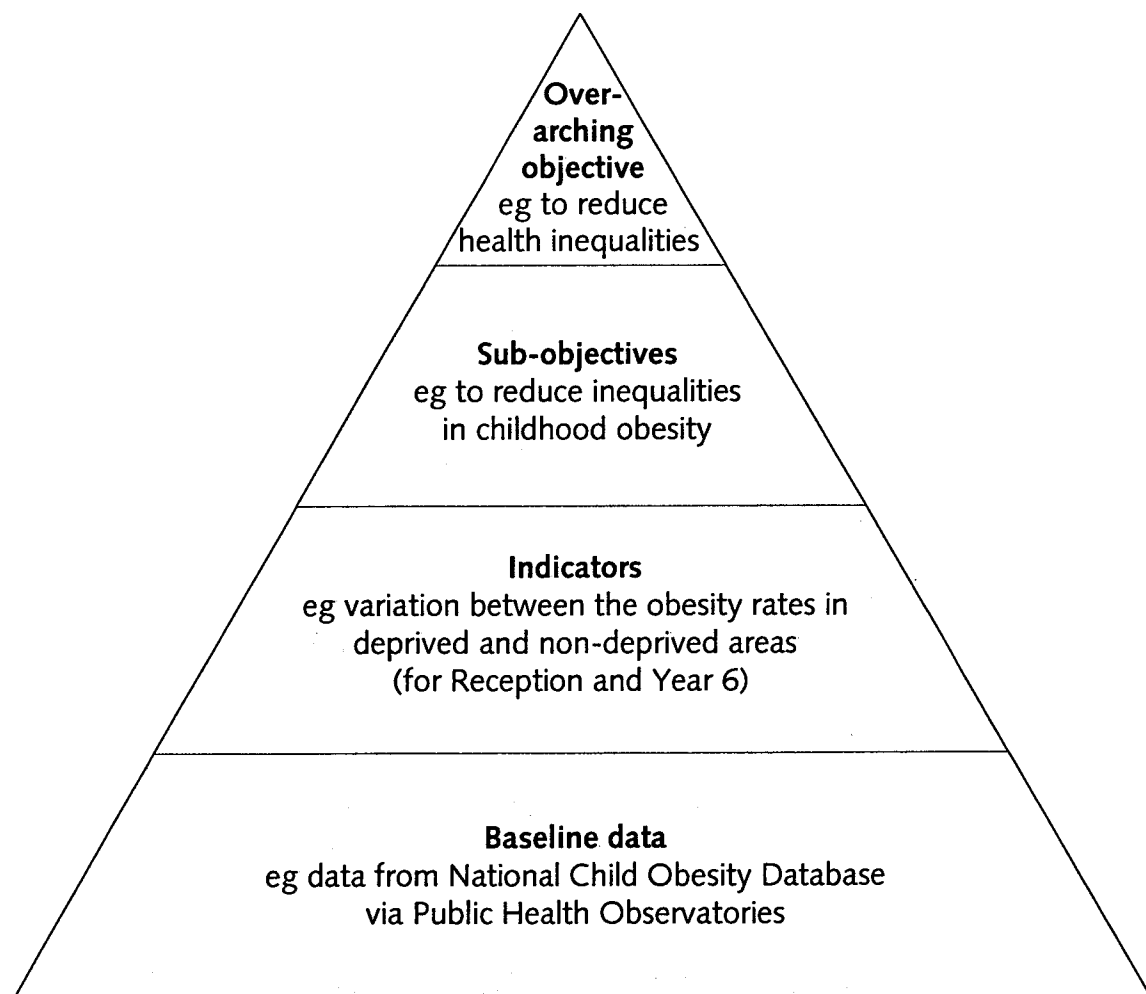 Over-
arching
objective
eg to reduce
health inequalities
Sub-objectives
eg to reduce inequalities
in childhood obesity
Indicators
eg variation between the obesity rates in
deprived and non-deprived areas
(for Reception and Year 6)
Baseline data
eg data from National Child Obesity Database
via Public Health Observatories